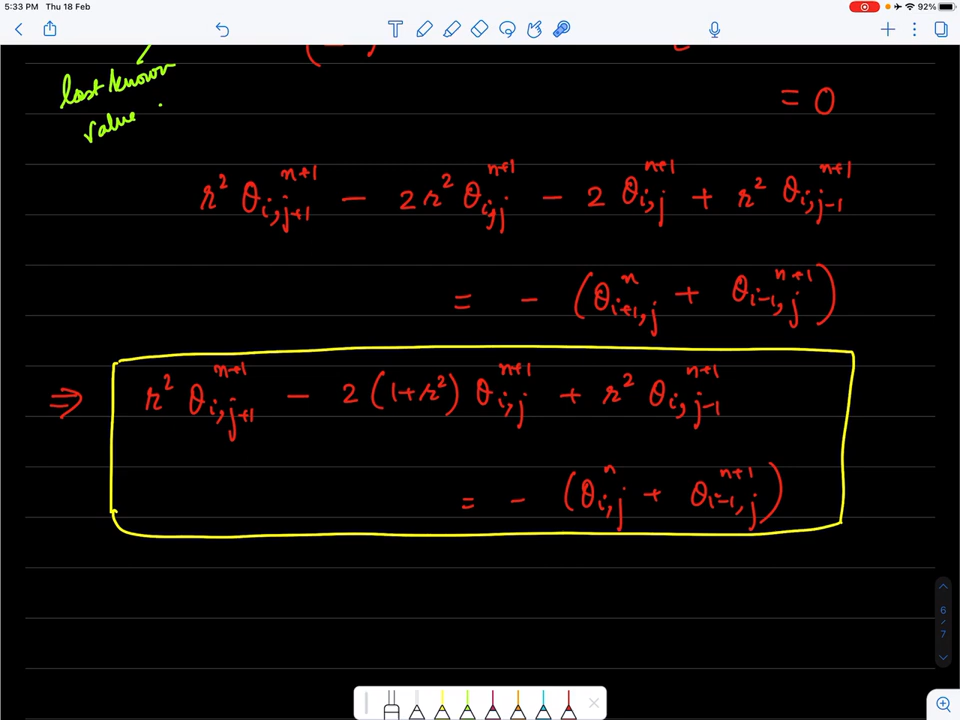 5:33 PM Thu 18 Feb 92%
last known
value
= 0
r² θ_{i,j+1}^{n+1} − 2r² θ_{i,j}^{n+1} − 2 θ_{i,j}^{n+1} + r² θ_{i,j−1}^{n+1}
= − (θ_{i+1,j}^{n} + θ_{i−1,j}^{n+1})
⇒ r² θ_{i,j+1}^{n+1} − 2(1+r²) θ_{i,j}^{n+1} + r² θ_{i,j−1}^{n+1}
= − (θ_{i,j}^{n} + θ_{i−1,j}^{n+1})
6
/
7